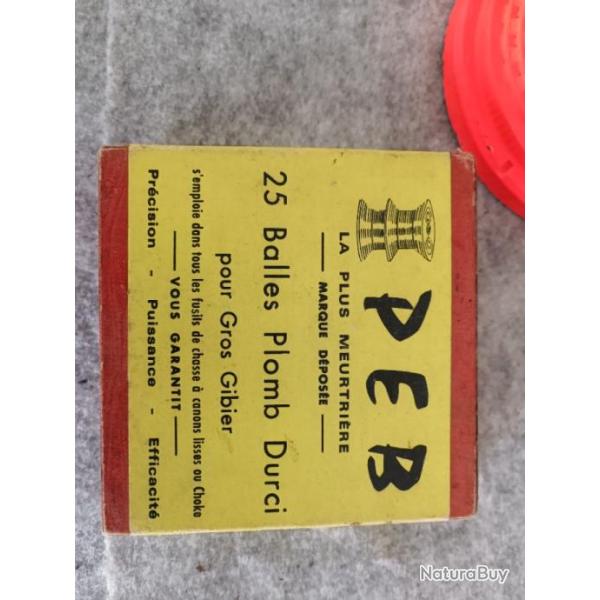 PEB
LA PLUS MEURTRIÈRE
MARQUE DÉPOSÉE
25 Balles Plomb Durci
pour Gros Gibier
s'emploie dans tous les fusils de chasse à canons lisses ou Choke
VOUS GARANTIT
Précision - Puissance - Efficacité
NaturaBuy